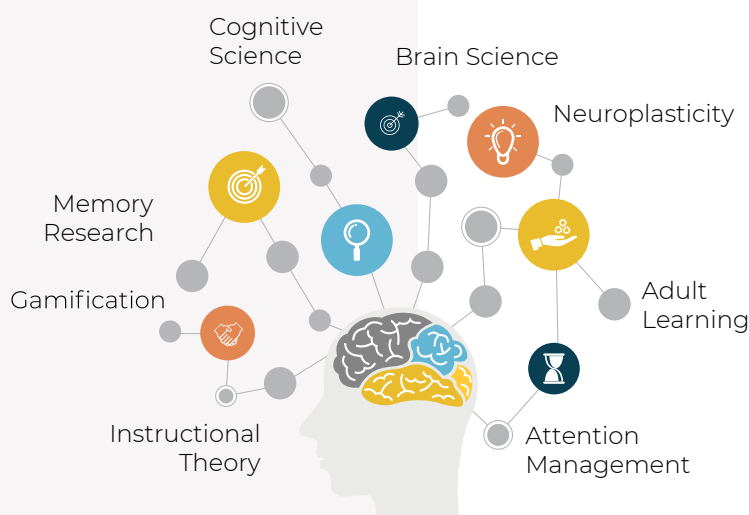 Cognitive
Science
Brain Science
Neuroplasticity
Memory
Research
Gamification
Adult
Learning
Instructional
Theory
Attention
Management